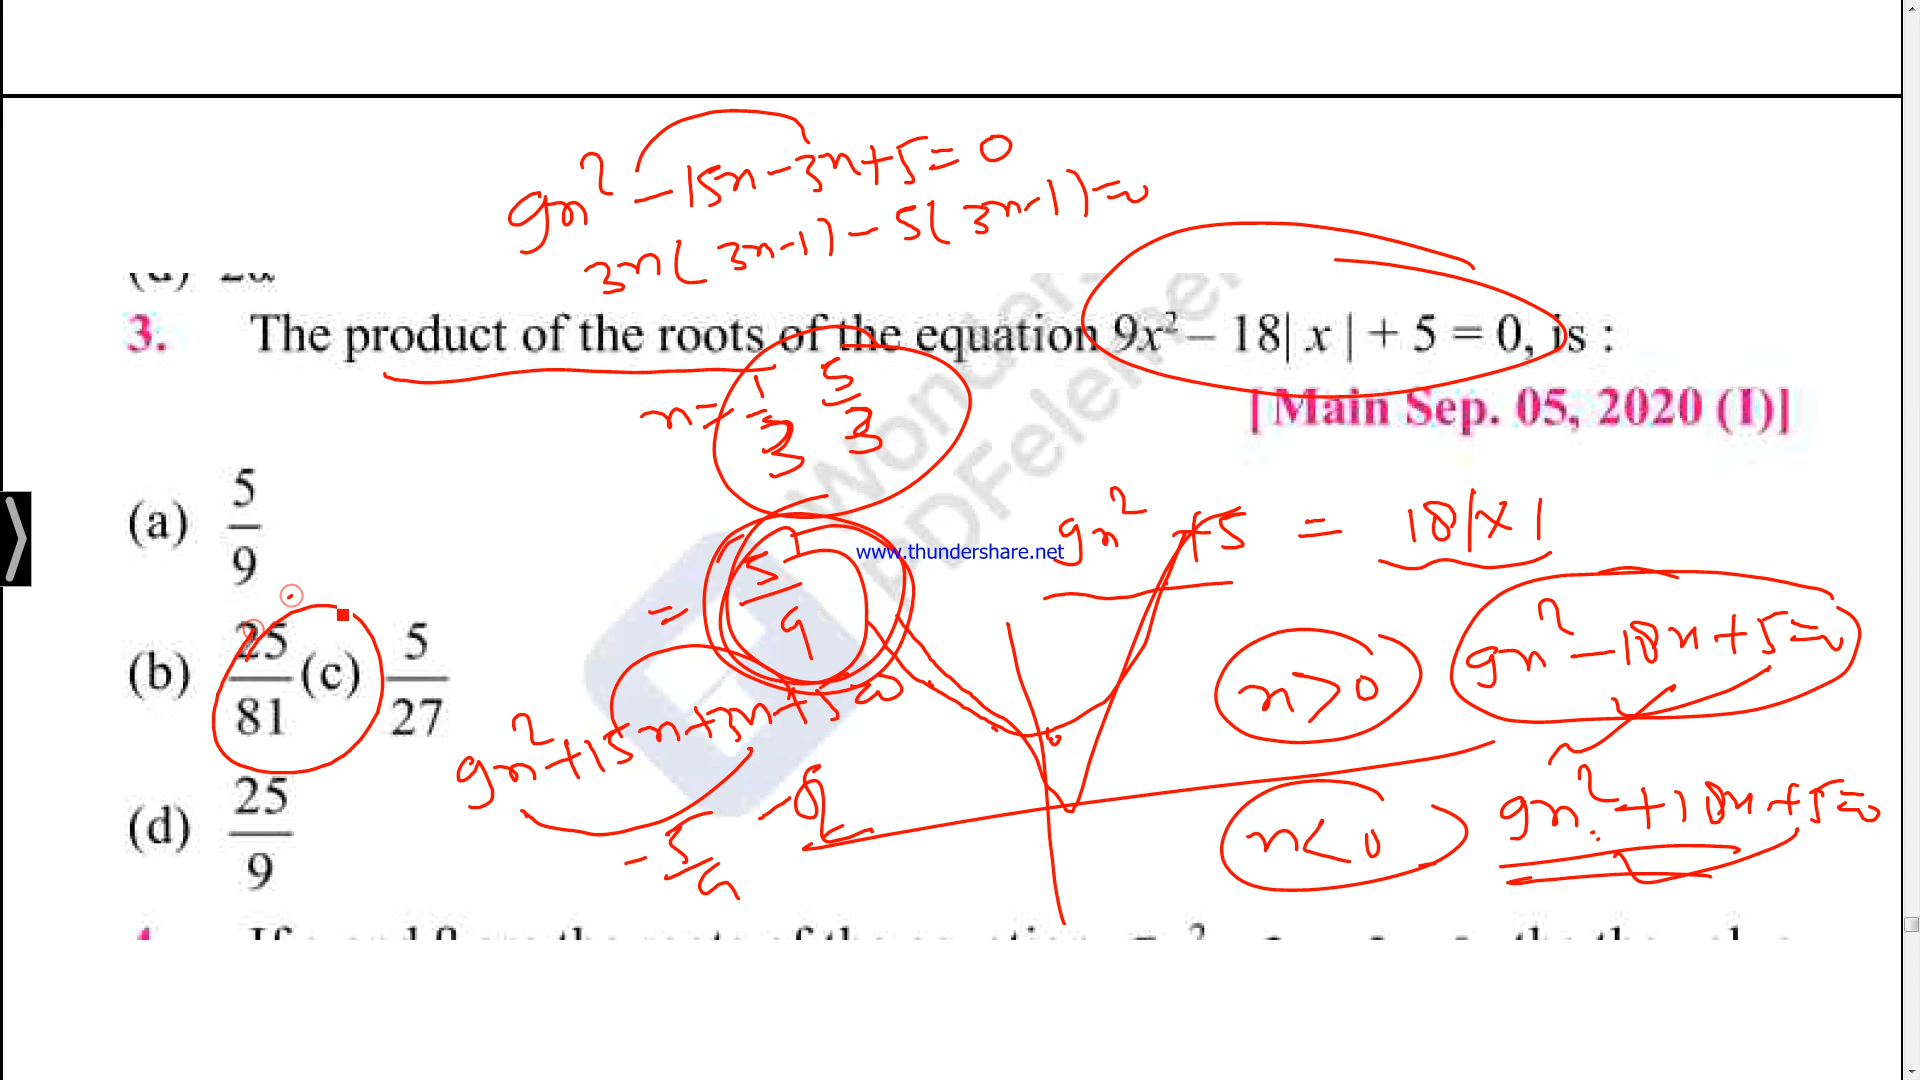 9x² - 15x - 3x + 5 = 0
3x(3x-1) - 5(3x-1) = 0
3. The product of the roots of the equation 9x² – 18| x | + 5 = 0, is :
[Main Sep. 05, 2020 (I)]
x = 1/3 5/3
(a) 5/9
9x² + 5 = 18|x|
www.thundershare.net
= 5/9
x > 0 9x² - 18x + 5 = 0
(b) 25/81 (c) 5/27
9x² + 15x + 3x + 5 = 0
x < 0 9x² + 18x + 5 = 0
(d) 25/9
Wonder
PDFelemen